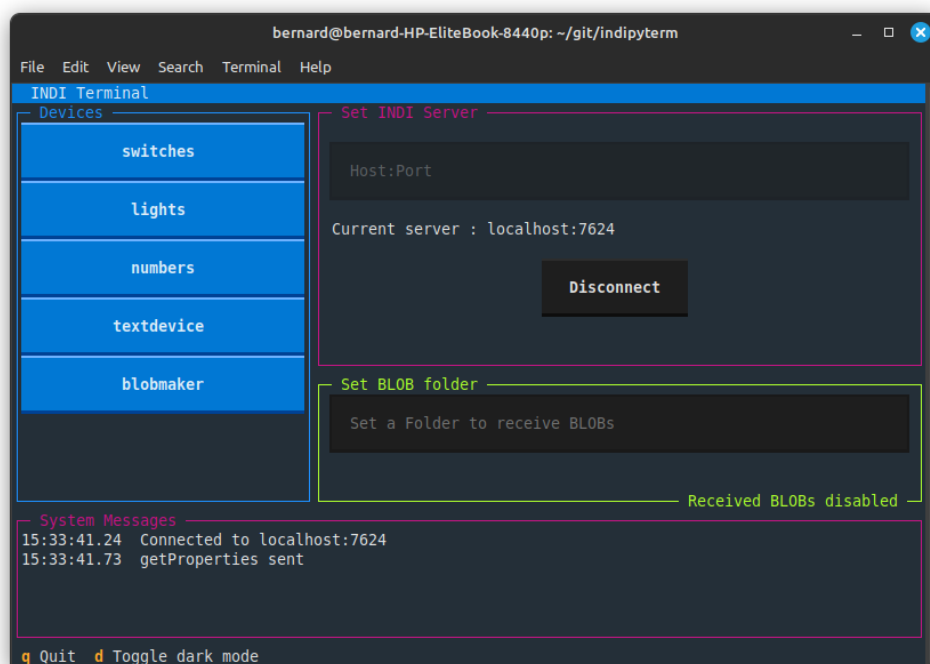 bernard@bernard-HP-EliteBook-8440p: ~/git/indipyterm
File Edit View Search Terminal Help
INDI Terminal
Devices
switches
lights
numbers
textdevice
blobmaker
Set INDI Server
Host:Port
Current server : localhost:7624
Disconnect
Set BLOB folder
Set a Folder to receive BLOBs
Received BLOBs disabled
System Messages
15:33:41.24  Connected to localhost:7624
15:33:41.73  getProperties sent
q Quit  d Toggle dark mode